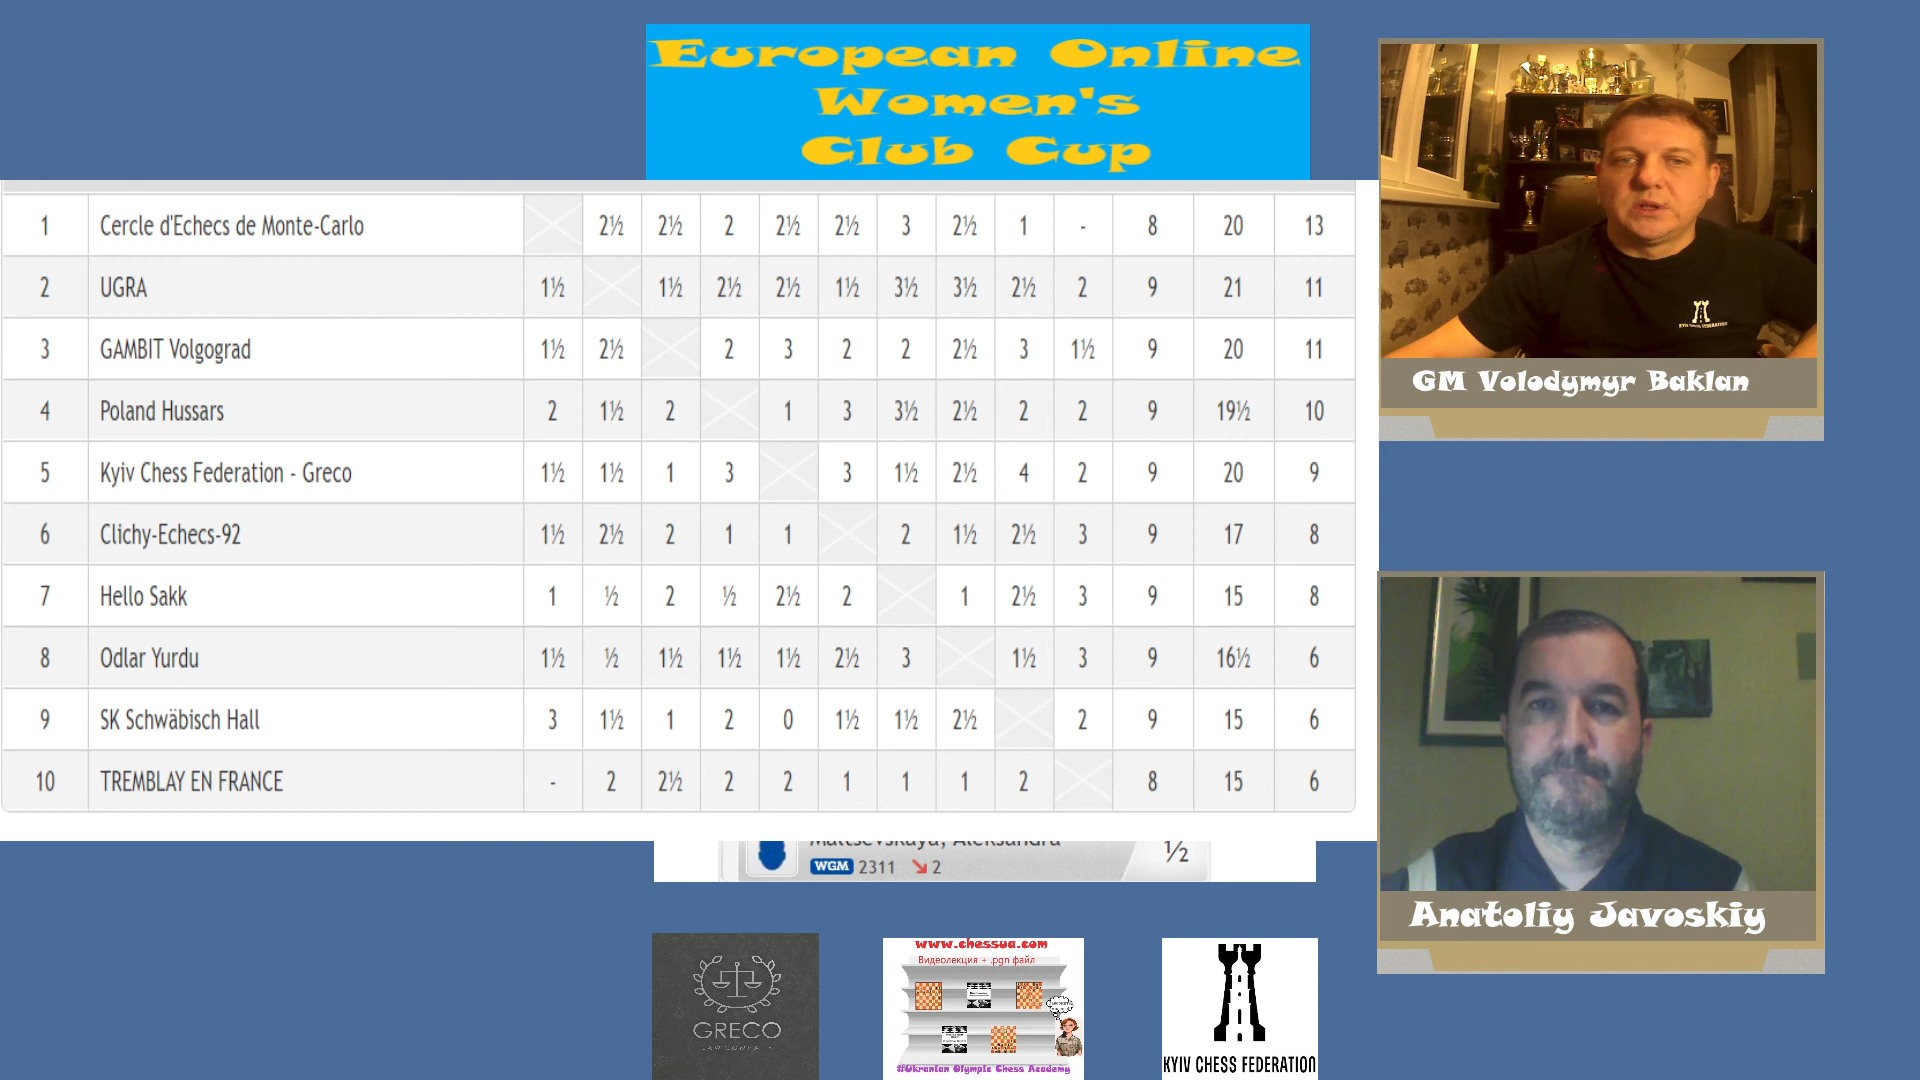 European Online
Women's
Club Cup
1 Cercle d'Echecs de Monte-Carlo 2½ 2½ 2 2½ 2½ 3 2½ 1 - 8 20 13
2 UGRA 1½ 1½ 2½ 2½ 1½ 3½ 3½ 2½ 2 9 21 11
3 GAMBIT Volgograd 1½ 2½ 2 3 2 2 2½ 3 1½ 9 20 11
4 Poland Hussars 2 1½ 2 1 3 3½ 2½ 2 2 9 19½ 10
5 Kyiv Chess Federation - Greco 1½ 1½ 1 3 3 1½ 2½ 4 2 9 20 9
6 Clichy-Echecs-92 1½ 2½ 2 1 1 2 1½ 2½ 3 9 17 8
7 Hello Sakk 1 ½ 2 ½ 2½ 2 1 2½ 3 9 15 8
8 Odlar Yurdu 1½ ½ 1½ 1½ 1½ 2½ 3 1½ 3 9 16½ 6
9 SK Schwäbisch Hall 3 1½ 1 2 0 1½ 1½ 2½ 2 9 15 6
10 TREMBLAY EN FRANCE - 2 2½ 2 2 1 1 1 2 8 15 6
Maltsevskaya, Aleksandra ½
WGM 2311 2
GM Volodymyr Baklan
KYIV CHESS FEDERATION
Anatoliy Javoskiy
GRECO
LAW COMPANY
www.chessua.com
Видеолекция + .pgn файл
#Ukranian Olympic Chess Academy
KYIV CHESS FEDERATION